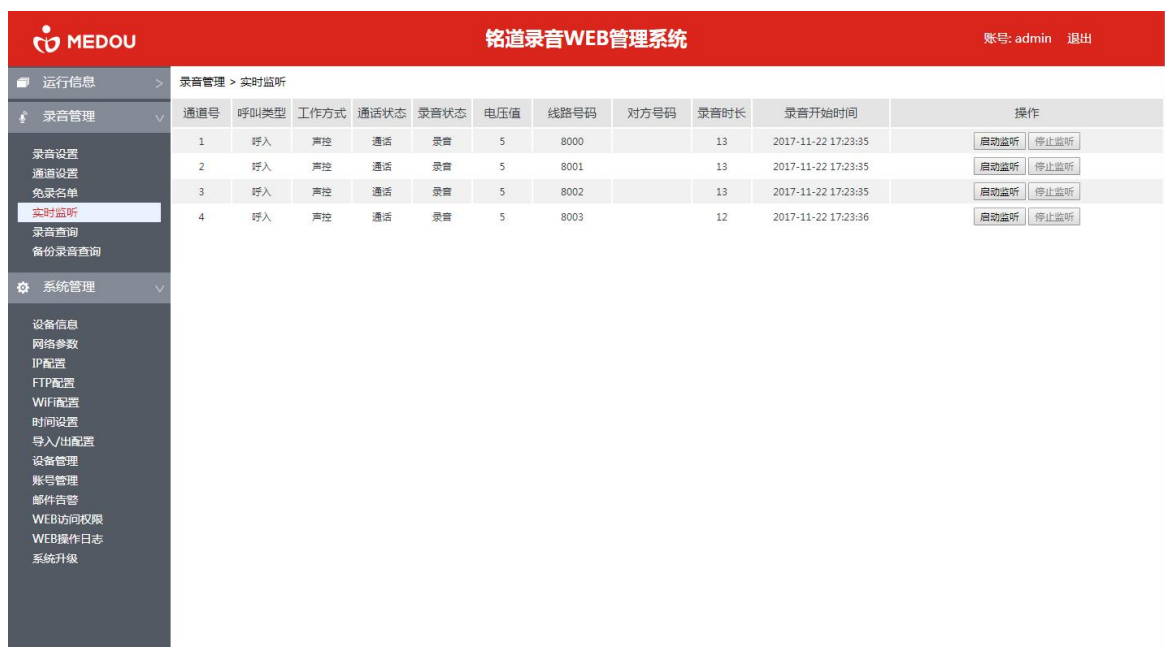 MEDOU
铭道录音WEB管理系统
账号: admin 退出
运行信息 >
录音管理 > 实时监听
录音管理
通道号 呼叫类型 工作方式 通话状态 录音状态 电压值 线路号码 对方号码 录音时长 录音开始时间 操作
1 呼入 声控 通话 录音 5 8000 13 2017-11-22 17:23:35 启动监听 停止监听
2 呼入 声控 通话 录音 5 8001 13 2017-11-22 17:23:35 启动监听 停止监听
3 呼入 声控 通话 录音 5 8002 13 2017-11-22 17:23:35 启动监听 停止监听
4 呼入 声控 通话 录音 5 8003 12 2017-11-22 17:23:36 启动监听 停止监听
录音设置
通道设置
免录名单
实时监听
录音查询
备份录音查询
系统管理
设备信息
网络参数
IP配置
FTP配置
WiFi配置
时间设置
导入/出配置
设备管理
账号管理
邮件告警
WEB访问权限
WEB操作日志
系统升级